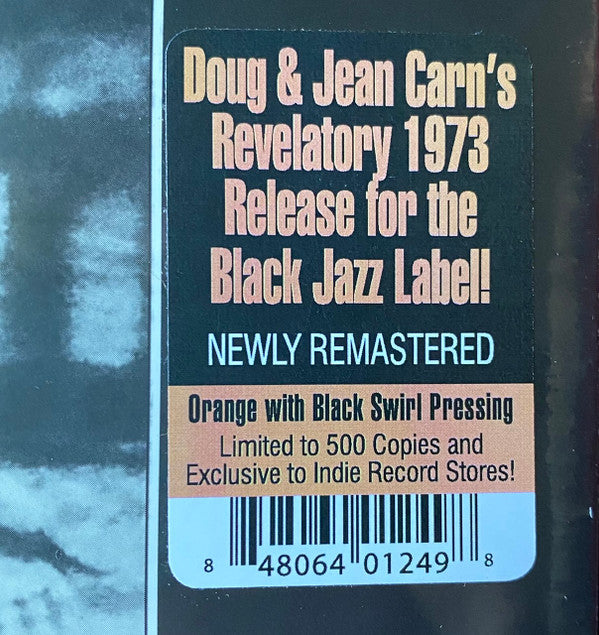 Doug & Jean Carn's
Revelatory 1973
Release for the
Black Jazz Label!
NEWLY REMASTERED
Orange with Black Swirl Pressing
Limited to 500 Copies and
Exclusive to Indie Record Stores!
8 48064 01249 8